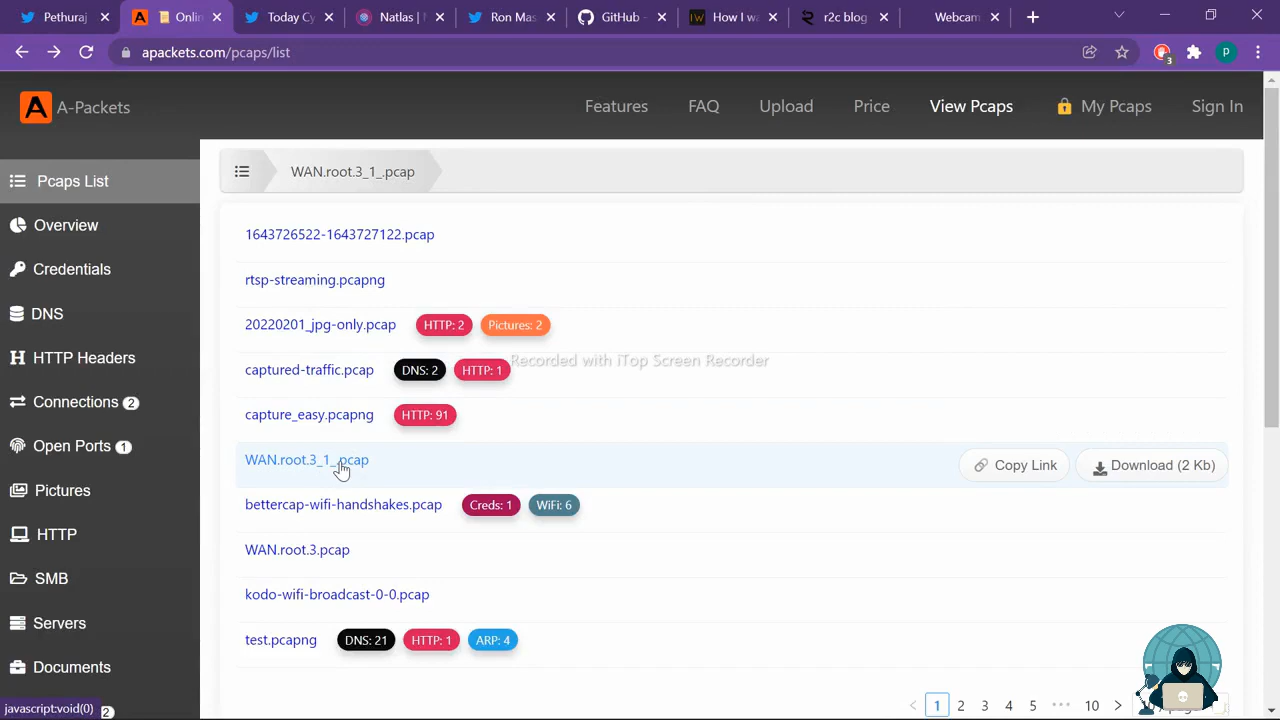 Pethuraj
Onlin
Today Cy
Natlas | N
Ron Mas
GitHub -
How I wa
r2c blog
Webcam
apackets.com/pcaps/list
3
p
A-Packets
Features
FAQ
Upload
Price
View Pcaps
My Pcaps
Sign In
Pcaps List
Overview
Credentials
DNS
HTTP Headers
Connections 2
Open Ports 1
Pictures
HTTP
SMB
Servers
Documents
javascript:void(0)
2
WAN.root.3_1_.pcap
1643726522-1643727122.pcap
rtsp-streaming.pcapng
20220201_jpg-only.pcap HTTP: 2 Pictures: 2
Recorded with iTop Screen Recorder
captured-traffic.pcap DNS: 2 HTTP: 1
capture_easy.pcapng HTTP: 91
WAN.root.3_1_.pcap Copy Link Download (2 Kb)
bettercap-wifi-handshakes.pcap Creds: 1 WiFi: 6
WAN.root.3.pcap
kodo-wifi-broadcast-0-0.pcap
test.pcapng DNS: 21 HTTP: 1 ARP: 4
< 1 2 3 4 5 ••• 10 >